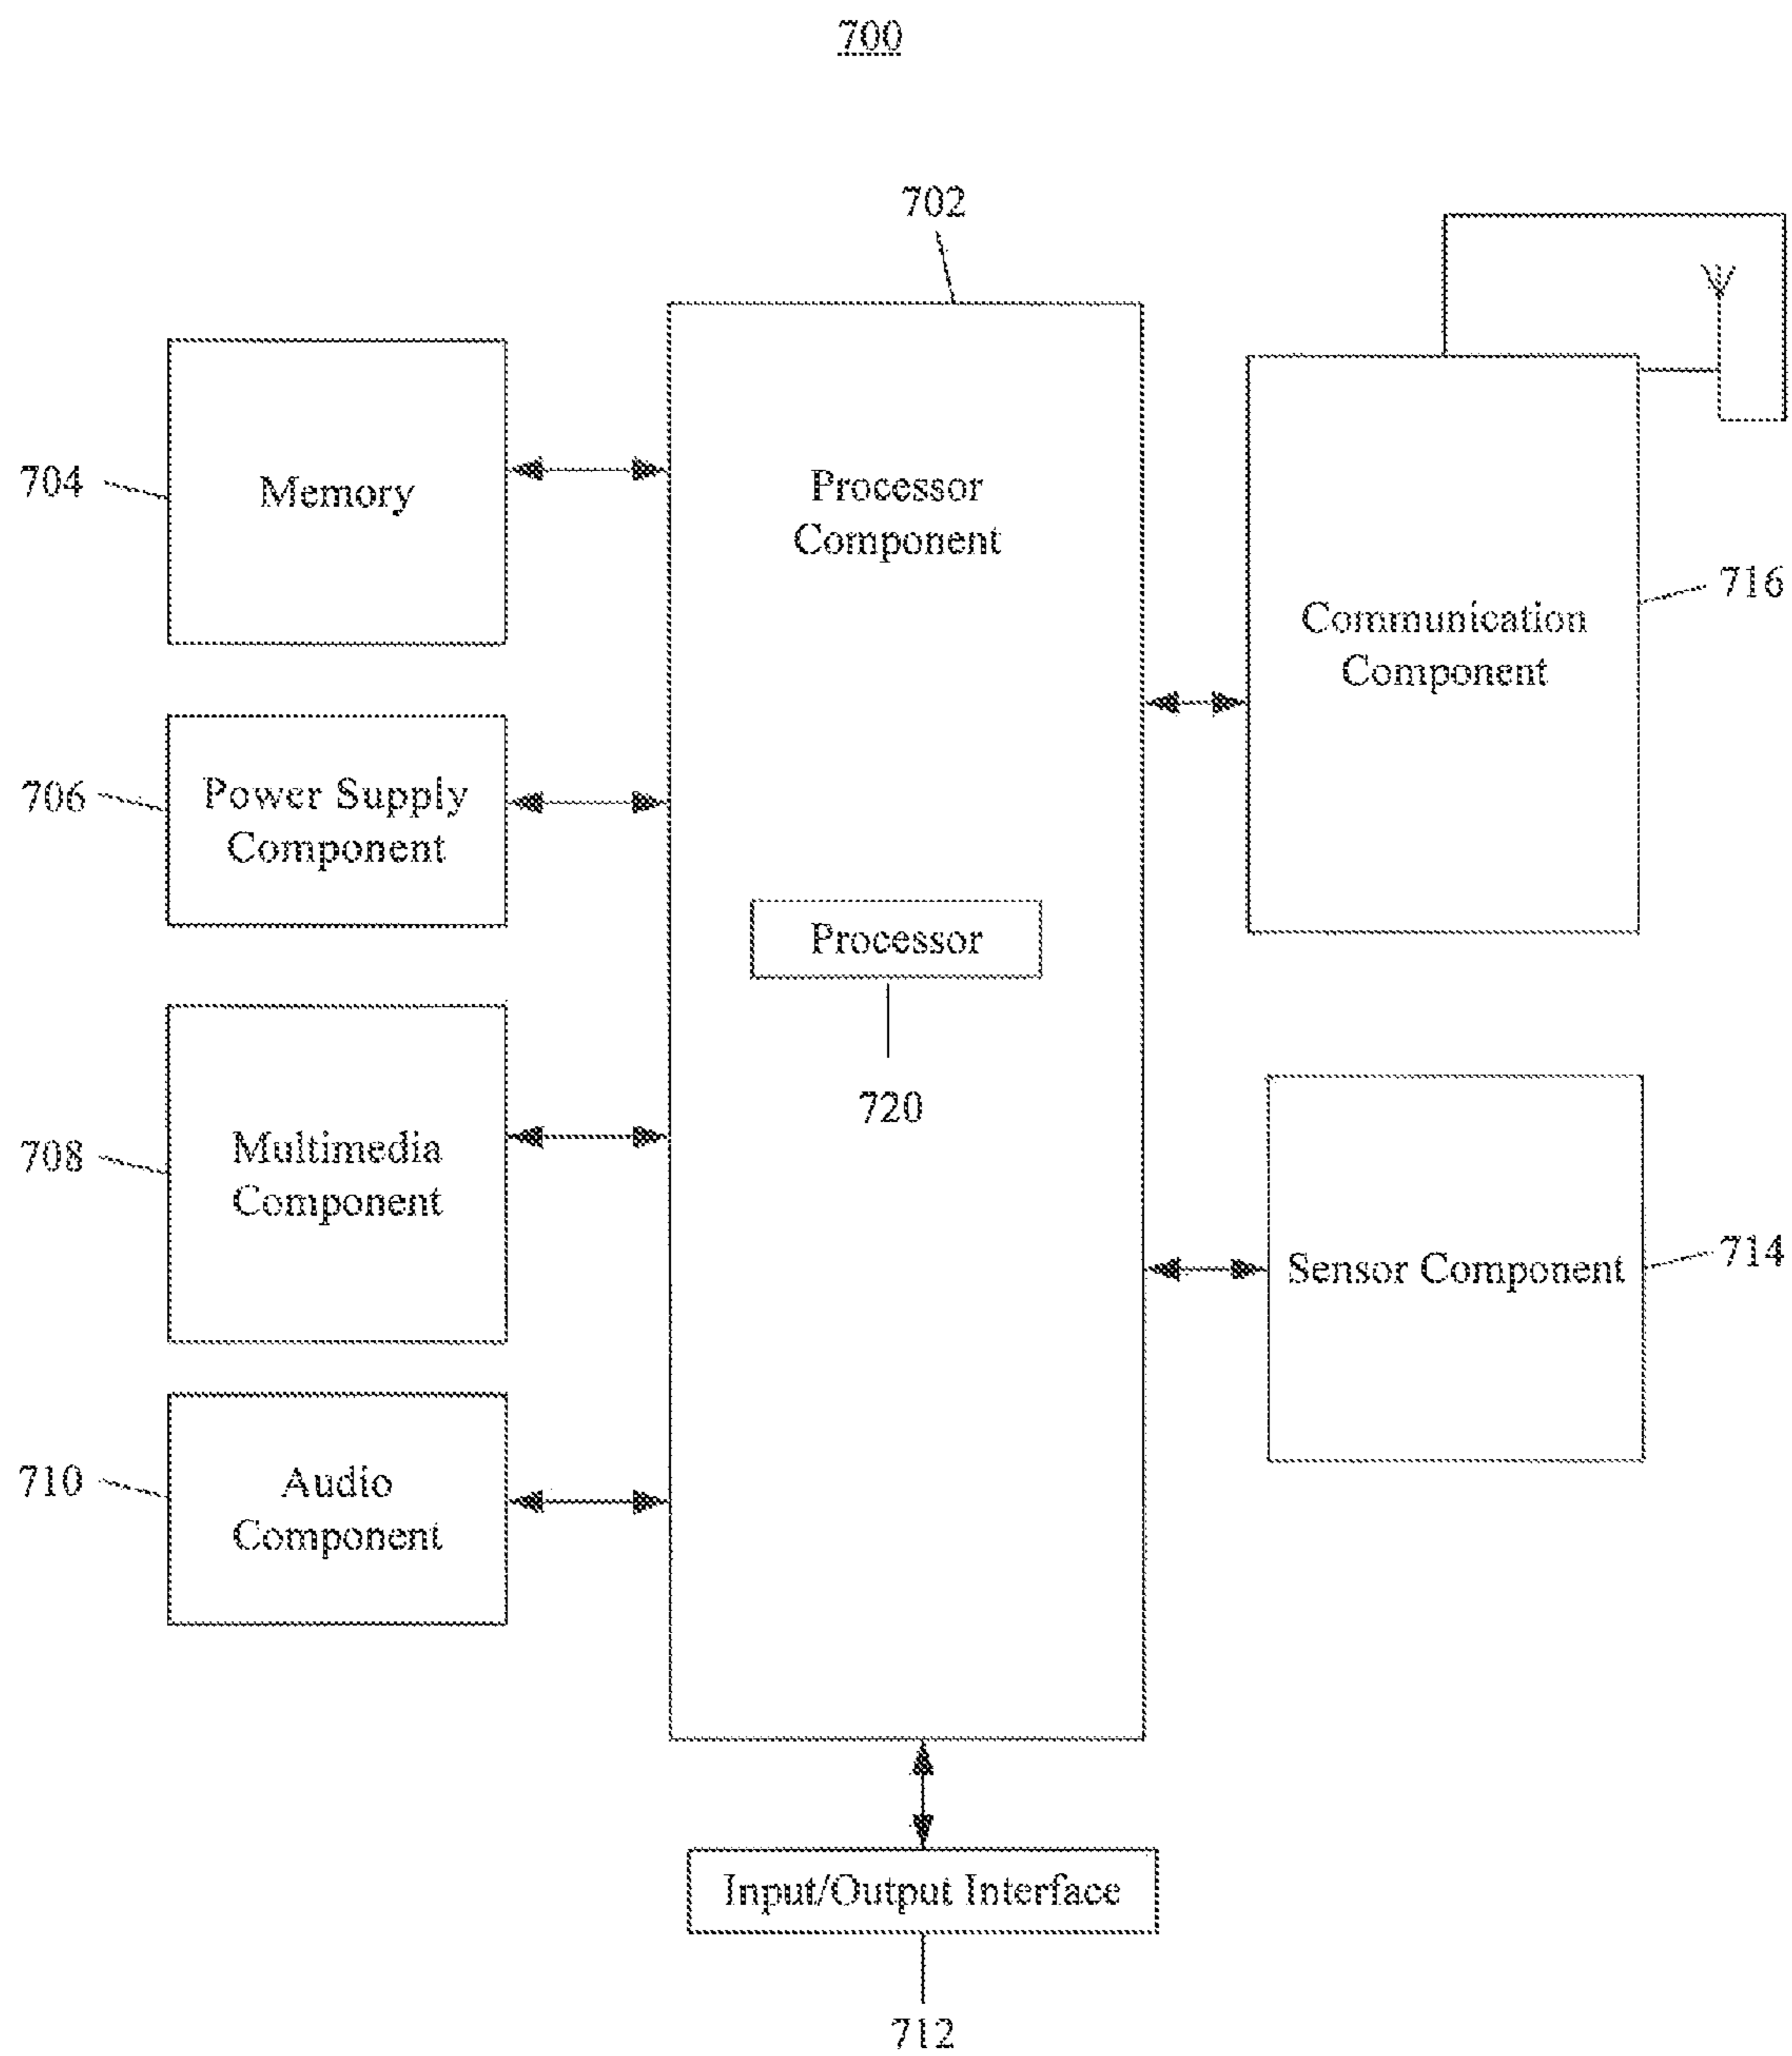 700
702
704
Memory
Processor
Component
716
Communication
Component
706
Power Supply
Component
Processor
720
708
Multimedia
Component
714
Sensor Component
710
Audio
Component
Input/Output Interface
712